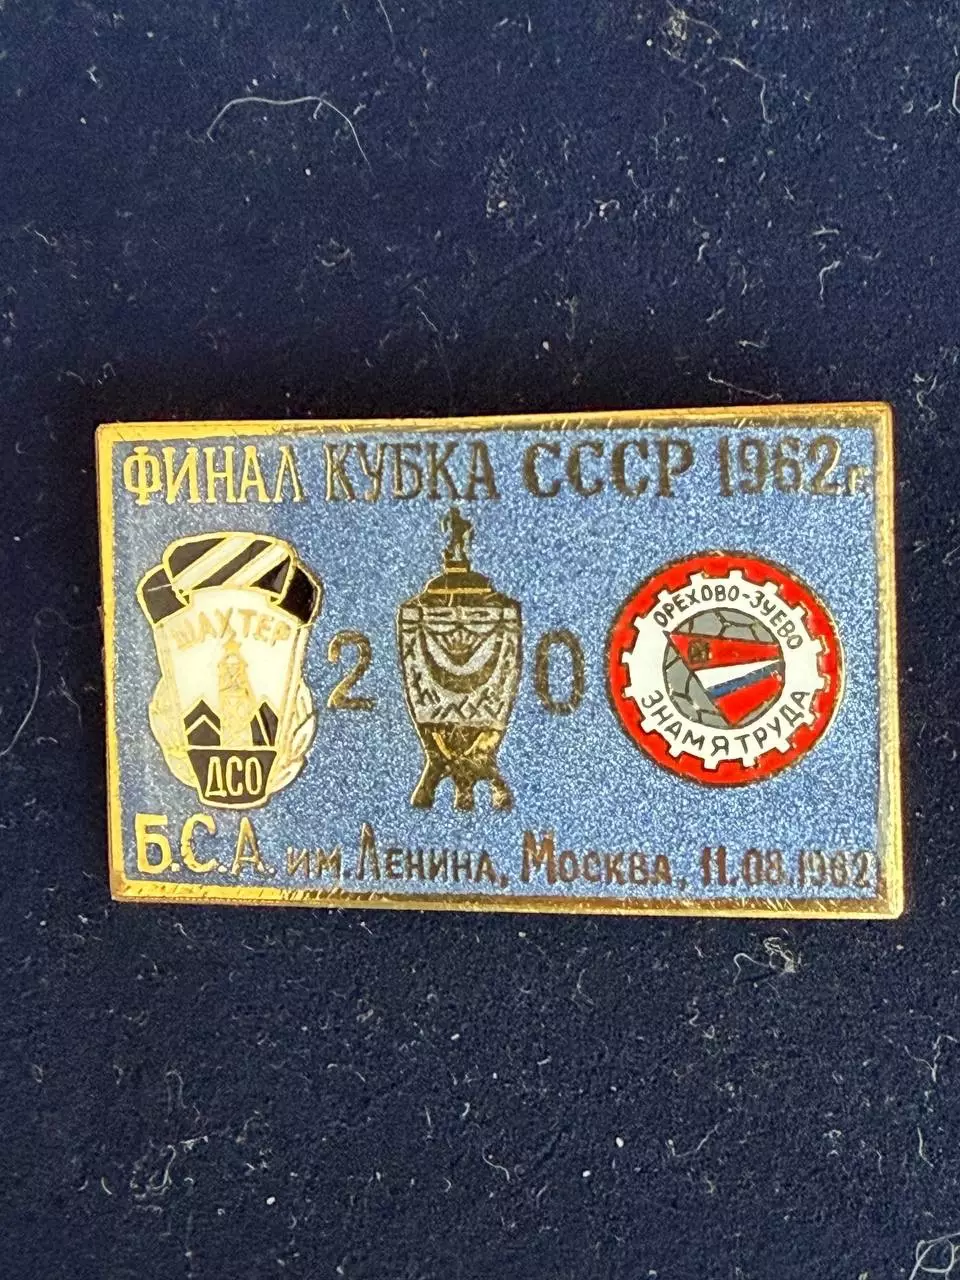 ФИНАЛ КУБКА СССР 1962г.
ШАХТЕР
ДСО
2 0
ОРЕХОВО-ЗУЕВО
ЗНАМЯ ТРУДА
Б.С.А. им. Ленина, Москва, 11.08.1962